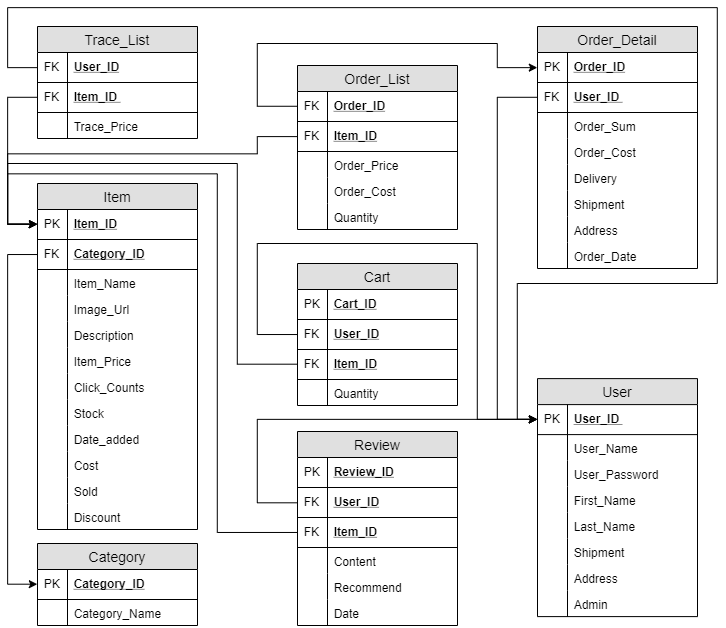 Trace_List
FK User_ID
FK Item_ID
Trace_Price
Item
PK Item_ID
FK Category_ID
Item_Name
Image_Url
Description
Item_Price
Click_Counts
Stock
Date_added
Cost
Sold
Discount
Category
PK Category_ID
Category_Name
Order_List
FK Order_ID
FK Item_ID
Order_Price
Order_Cost
Quantity
Cart
PK Cart_ID
FK User_ID
FK Item_ID
Quantity
Review
PK Review_ID
FK User_ID
FK Item_ID
Content
Recommend
Date
Order_Detail
PK Order_ID
FK User_ID
Order_Sum
Order_Cost
Delivery
Shipment
Address
Order_Date
User
PK User_ID
User_Name
User_Password
First_Name
Last_Name
Shipment
Address
Admin